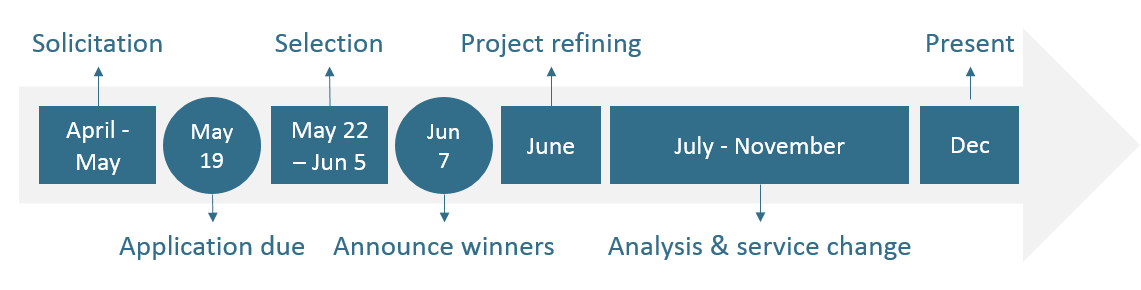 Solicitation
Selection
Project refining
Present
April -
May
May
19
May 22
– Jun 5
Jun
7
June
July - November
Dec
Application due
Announce winners
Analysis & service change